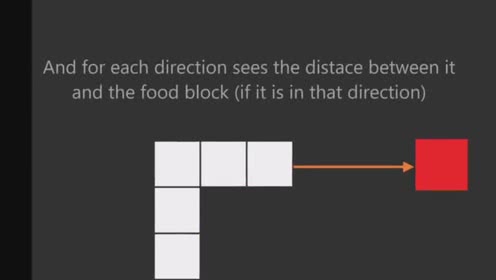 And for each direction sees the distace between it
and the food block (if it is in that direction)